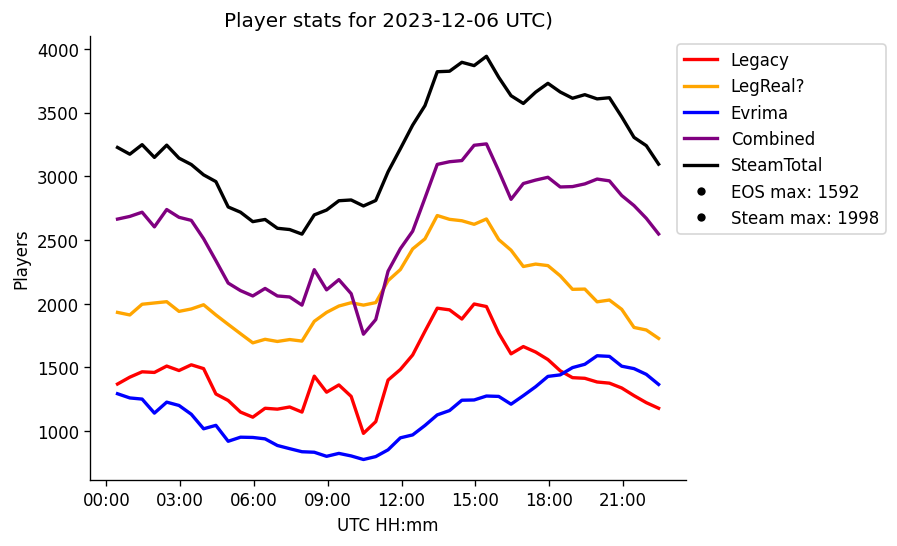 Player stats for 2023-12-06 UTC)
4000
3500
3000
2500
2000
1500
1000
Players
00:00 03:00 06:00 09:00 12:00 15:00 18:00 21:00
UTC HH:mm
Legacy
LegReal?
Evrima
Combined
SteamTotal
EOS max: 1592
Steam max: 1998